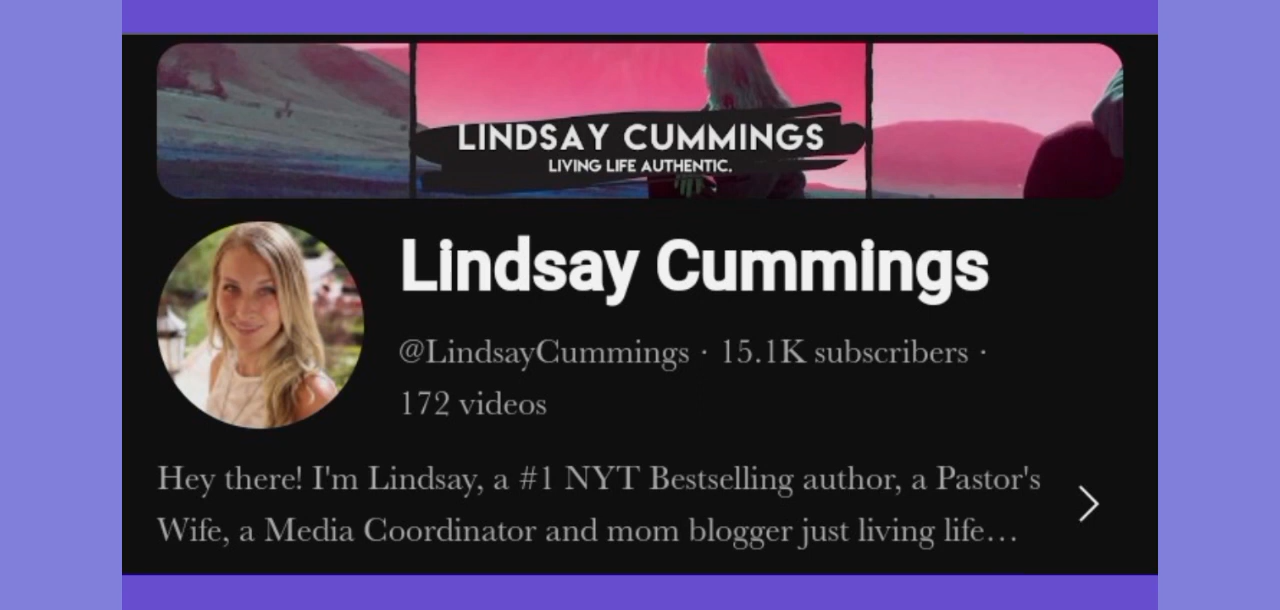 LINDSAY CUMMINGS
LIVING LIFE AUTHENTIC.
Lindsay Cummings
@LindsayCummings · 15.1K subscribers ·
172 videos
Hey there! I'm Lindsay, a #1 NYT Bestselling author, a Pastor's
Wife, a Media Coordinator and mom blogger just living life...